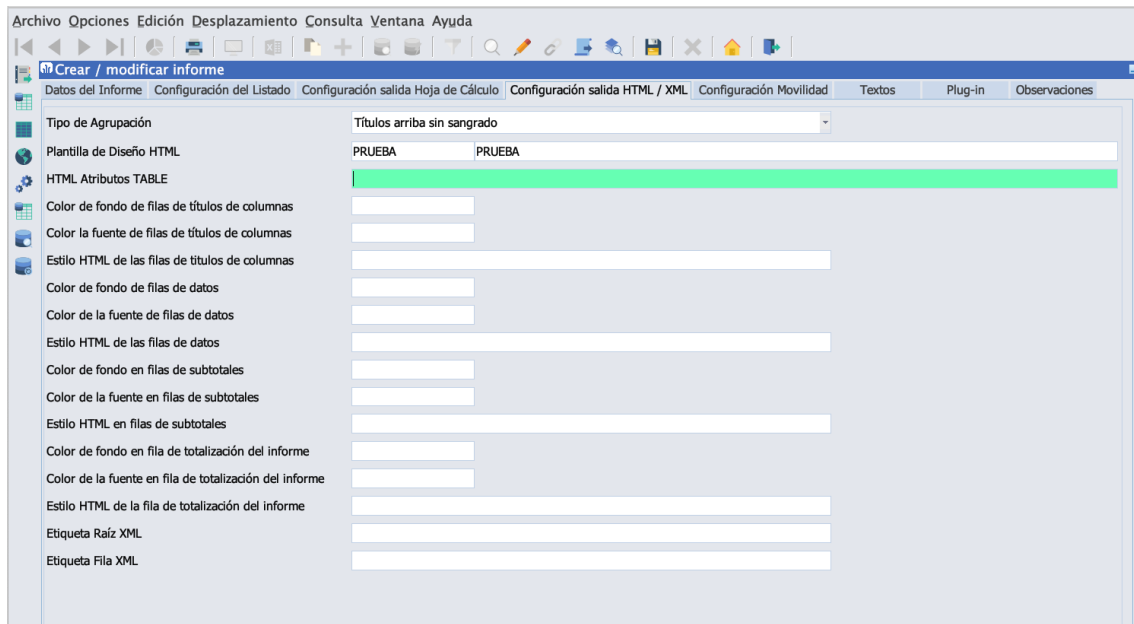 Archivo Opciones Edición Desplazamiento Consulta Ventana Ayuda
Crear / modificar informe
Datos del Informe Configuración del Listado Configuración salida Hoja de Cálculo Configuración salida HTML / XML Configuración Movilidad Textos Plug-in Observaciones
Tipo de Agrupación Títulos arriba sin sangrado
Plantilla de Diseño HTML PRUEBA PRUEBA
HTML Atributos TABLE
Color de fondo de filas de títulos de columnas
Color la fuente de filas de títulos de columnas
Estilo HTML de las filas de titulos de columnas
Color de fondo de filas de datos
Color de la fuente de filas de datos
Estilo HTML de las filas de datos
Color de fondo en filas de subtotales
Color de la fuente en filas de subtotales
Estilo HTML en filas de subtotales
Color de fondo en fila de totalización del informe
Color de la fuente en fila de totalización del informe
Estilo HTML de la fila de totalización del informe
Etiqueta Raíz XML
Etiqueta Fila XML